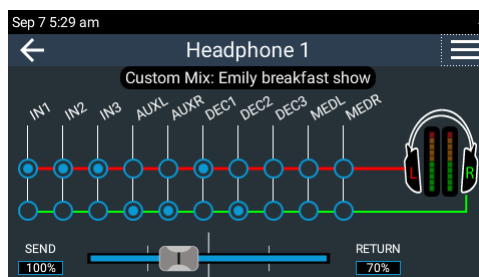 Sep 7 5:29 am
Headphone 1
Custom Mix: Emily breakfast show
IN1 IN2 IN3 AUXL AUXR DEC1 DEC2 DEC3 MEDL MEDR
L R
SEND RETURN
100% 70%